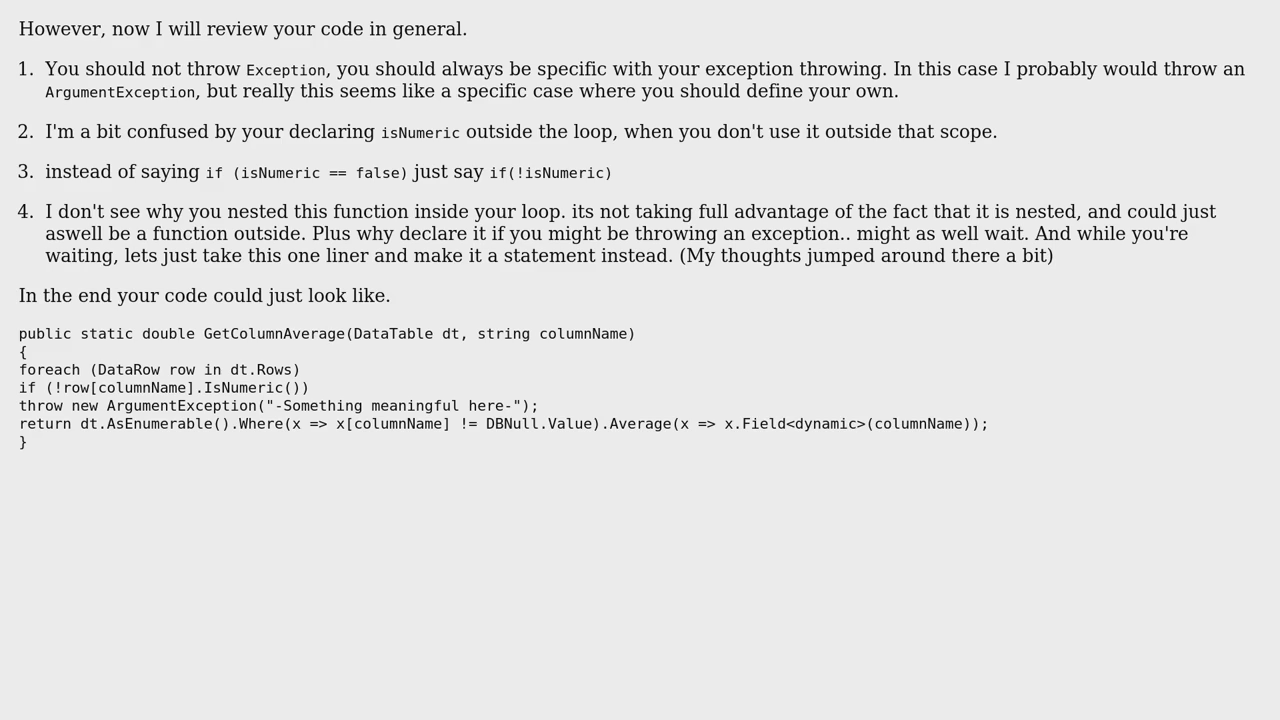 However, now I will review your code in general.
1. You should not throw Exception, you should always be specific with your exception throwing. In this case I probably would throw an
ArgumentException, but really this seems like a specific case where you should define your own.
2. I'm a bit confused by your declaring isNumeric outside the loop, when you don't use it outside that scope.
3. instead of saying if (isNumeric == false) just say if(!isNumeric)
4. I don't see why you nested this function inside your loop. its not taking full advantage of the fact that it is nested, and could just
aswell be a function outside. Plus why declare it if you might be throwing an exception.. might as well wait. And while you're
waiting, lets just take this one liner and make it a statement instead. (My thoughts jumped around there a bit)
In the end your code could just look like.
public static double GetColumnAverage(DataTable dt, string columnName)
{
foreach (DataRow row in dt.Rows)
if (!row[columnName].IsNumeric())
throw new ArgumentException("-Something meaningful here-");
return dt.AsEnumerable().Where(x => x[columnName] != DBNull.Value).Average(x => x.Field<dynamic>(columnName));
}